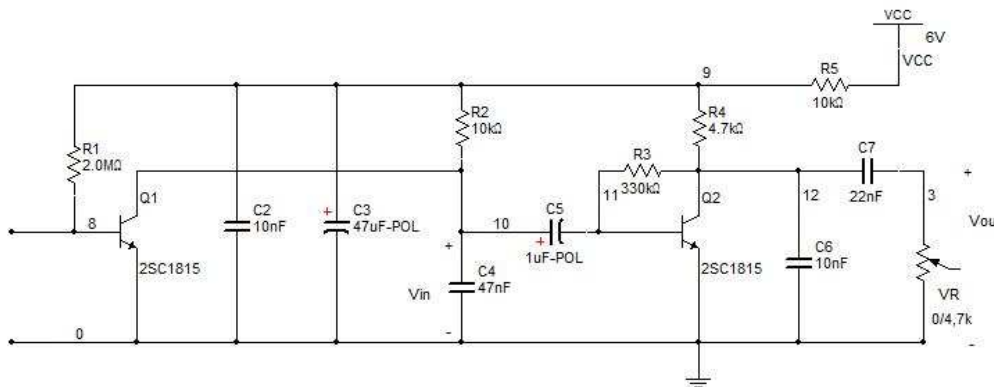 VCC
6V
VCC
9
R5
10kΩ
R2
10kΩ
R4
4.7kΩ
R1
2.0MΩ
C7
R3
330kΩ
22nF
Q1
11
Q2
12
3
+
8
C2
10nF
+
C3
47uF-POL
10
C5
+
1uF-POL
Vou
2SC1815
+
C4
47nF
Vin
2SC1815
C6
10nF
VR
0/4,7k
0
-
-